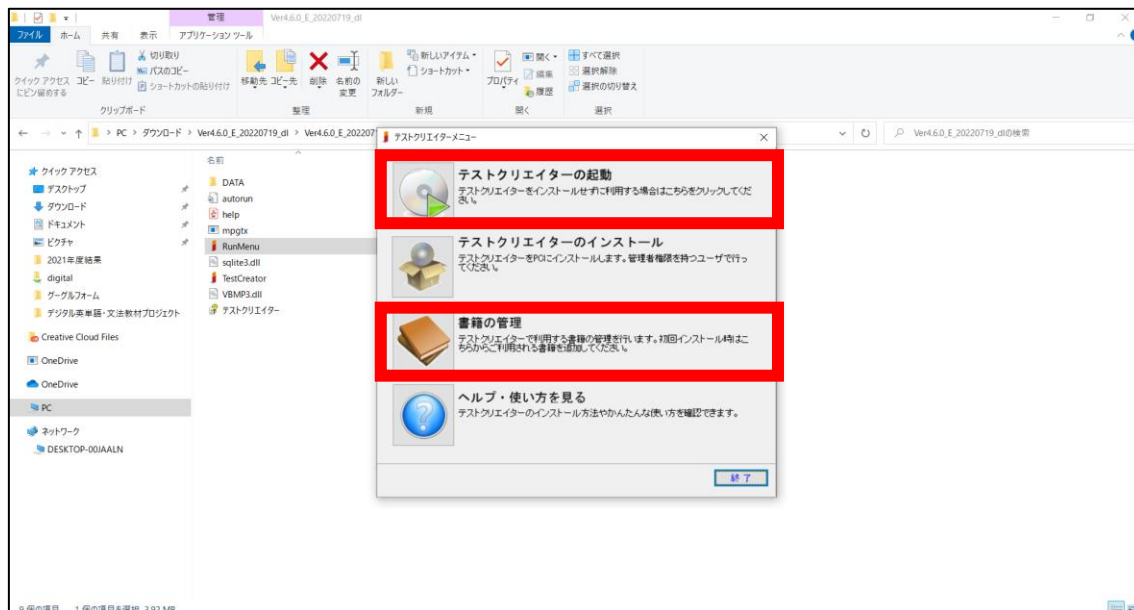 管理 Ver4.6.0_E_20220719_dl
ファイル ホーム 共有 表示 アプリケーション ツール
クイック アクセス
にピン留めする
コピー 貼り付け
切り取り
パスのコピー
ショートカットの貼り付け
クリップボード
移動先 コピー先 削除 名前の
変更
整理
新しい
フォルダー
新しいアイテム
ショートカット
新規
プロパティ
開く
編集
履歴
開く
すべて選択
選択解除
選択の切り替え
選択
PC > ダウンロード > Ver4.6.0_E_20220719_dl > Ver4.6.0_E_202207
Ver4.6.0_E_20220719_dlの検索
クイック アクセス
デスクトップ
ダウンロード
ドキュメント
ピクチャ
2021年度結果
digital
グーグルフォーム
デジタル英単語・文法教材プロジェクト
Creative Cloud Files
OneDrive
OneDrive
PC
ネットワーク
DESKTOP-00JAALN
名前
DATA
autorun
help
mpgtx
RunMenu
sqlite3.dll
TestCreator
VBMP3.dll
テストクリエイター
テストクリエイターメニュー
テストクリエイターの起動
テストクリエイターをインストールせずに利用する場合はこちらをクリックしてくだ
さい。
テストクリエイターのインストール
テストクリエイターをPCにインストールします。管理者権限を持つユーザで行っ
てください。
書籍の管理
テストクリエイターで利用する書籍の管理を行います。初回インストール時はこ
ちらからご利用される書籍を追加してください。
ヘルプ・使い方を見る
テストクリエイターのインストール方法やかんたんな使い方を確認できます。
終了
9 個の項目 1 個の項目を選択 3.92 MB